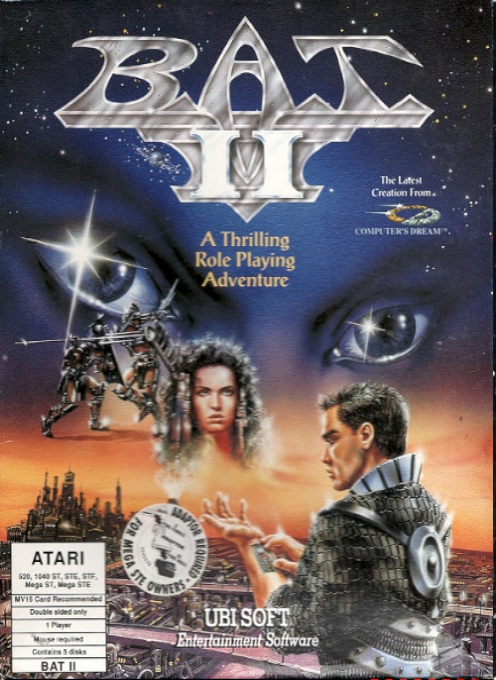 B.A.T.
II
The Latest
Creation From
COMPUTER'S DREAM™
A Thrilling
Role Playing
Adventure
ADAPTOR REQUIRED
FOR MEGA STE OWNERS
ATARI
520, 1040 ST, STE, STF,
Mega ST, Mega STE
MV16 Card Recommended
Double sided only
1 Player
Mouse required
Contains 5 disks
BAT II
UBI SOFT
Entertainment Software